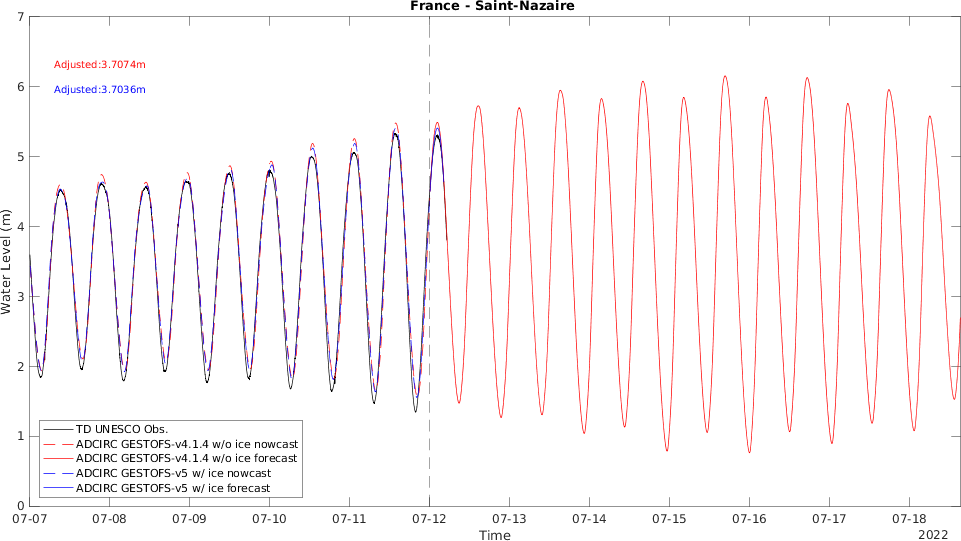 France - Saint-Nazaire
7
6
5
4
3
2
1
0
Water Level (m)
Adjusted:3.7074m
Adjusted:3.7036m
TD UNESCO Obs.
ADCIRC GESTOFS-v4.1.4 w/o ice nowcast
ADCIRC GESTOFS-v4.1.4 w/o ice forecast
ADCIRC GESTOFS-v5 w/ ice nowcast
ADCIRC GESTOFS-v5 w/ ice forecast
07-07 07-08 07-09 07-10 07-11 07-12 07-13 07-14 07-15 07-16 07-17 07-18
Time
2022